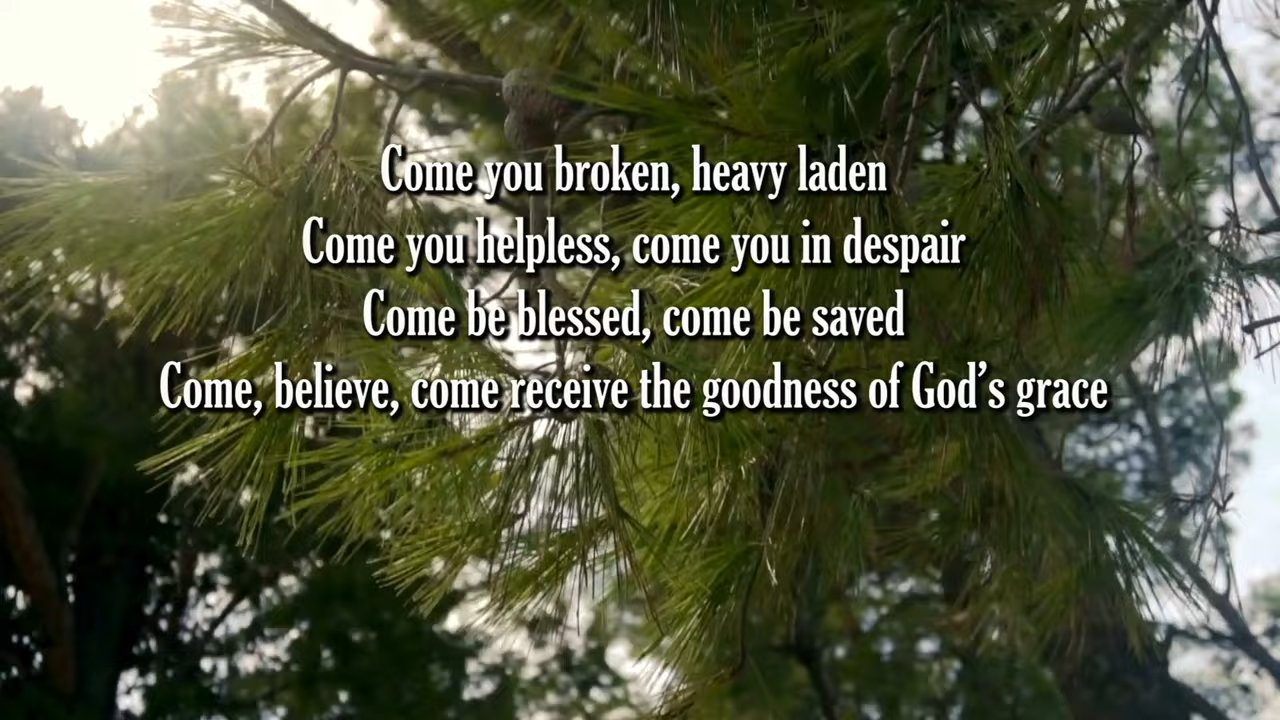 Come you broken, heavy laden
Come you helpless, come you in despair
Come be blessed, come be saved
Come, believe, come receive the goodness of God’s grace